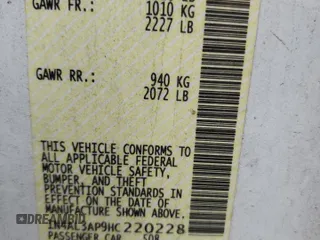 GAWR FR.: 1010 KG
2227 LB
GAWR RR.: 940 KG
2072 LB
THIS VEHICLE CONFORMS TO
ALL APPLICABLE FEDERAL
MOTOR VEHICLE SAFETY,
BUMPER, AND THEFT
PREVENTION STANDARDS
IN EFFECT ON THE DATE OF
MANUFACTURE SHOWN ABOVE.
1N4AL3AP9HC220228
PASSENGER CAR